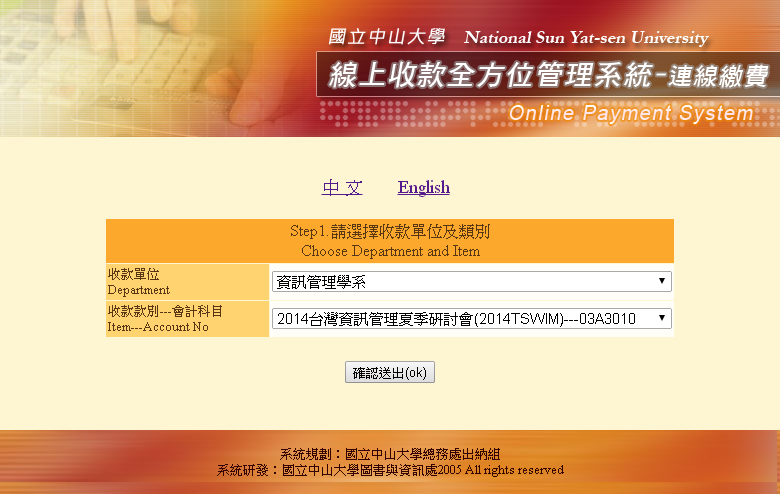 國立中山大學 National Sun Yat-sen University
線上收款全方位管理系統-連線繳費
Online Payment System
中 文 English
Step1.請選擇收款單位及類別
Choose Department and Item
收款單位
Department
資訊管理學系
收款款別---會計科目
Item---Account No
2014台灣資訊管理夏季研討會(2014TSWIM)---03A3010
確認送出(ok)
系統規劃：國立中山大學總務處出納組
系統研發：國立中山大學圖書與資訊處2005 All rights reserved